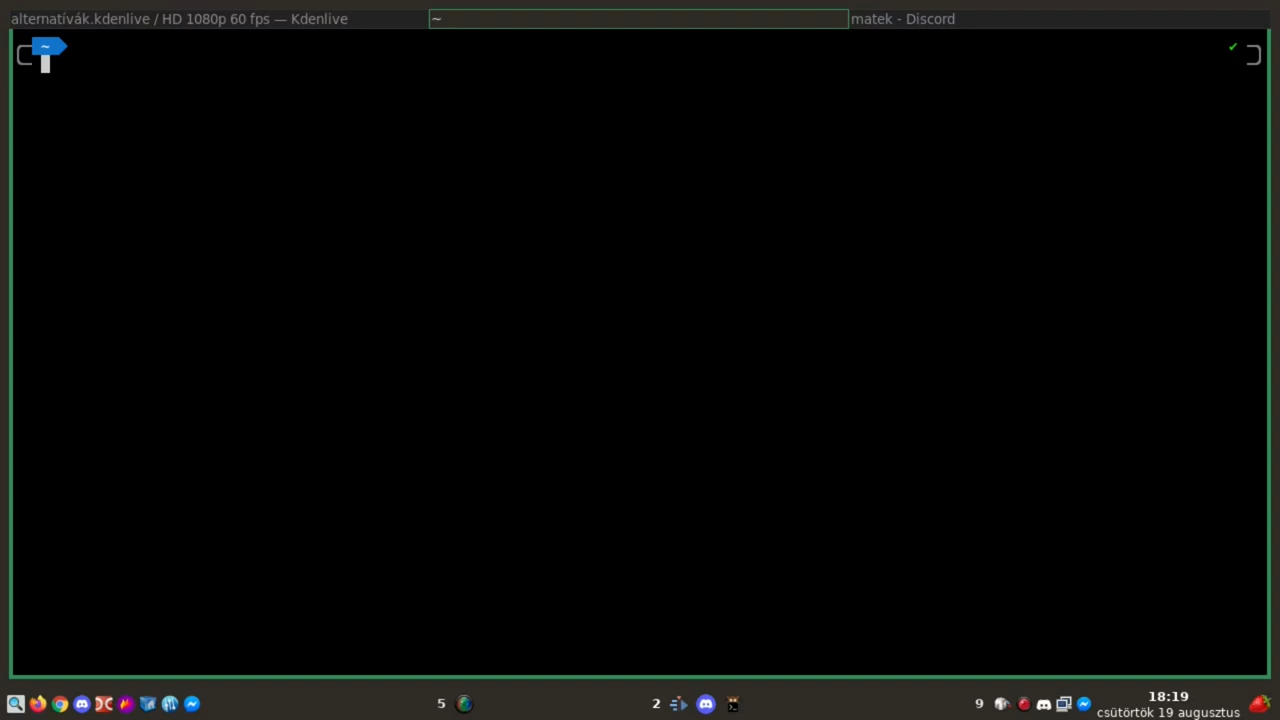 alternatívák.kdenlive / HD 1080p 60 fps — Kdenlive
~
matek - Discord
~
✔
5
2
9
18:19
csütörtök 19 augusztus